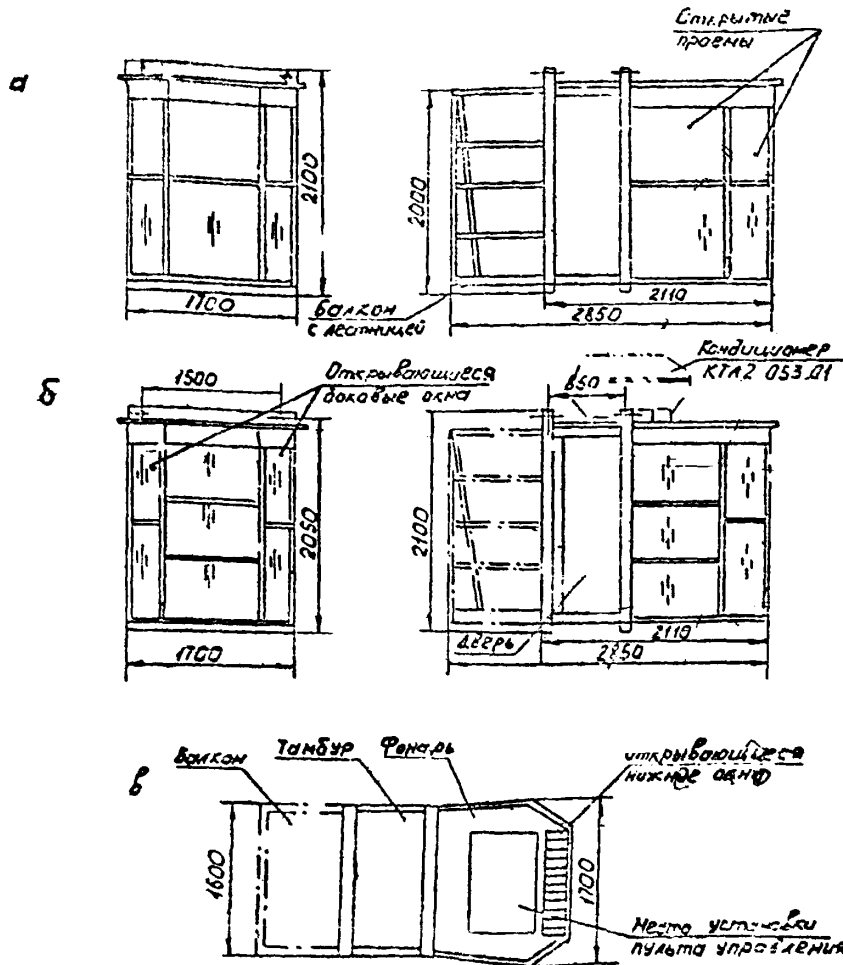 Открытые
проемы
а
2100
2000
1700
Балкон
с лестницей
2110
2850
Кондиционер
КТА2 053.01
б
1500
Открывающиеся
боковые окна
850
2050
2100
1700
дверь
2110
2850
в
Балкон
Тамбур
Фонарь
открывающиеся
нижние окна
1600
1700
Место установки
пульта управления